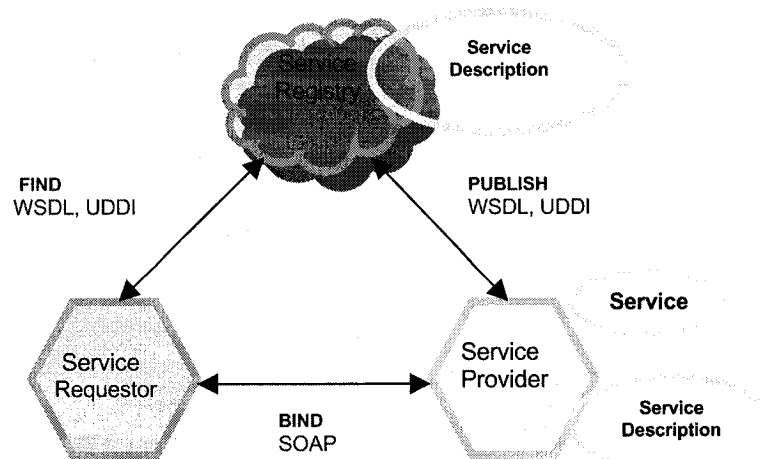 Service
Registry
Service
Description
FIND
WSDL, UDDI
PUBLISH
WSDL, UDDI
Service
Requestor
Service
Provider
Service
BIND
SOAP
Service
Description